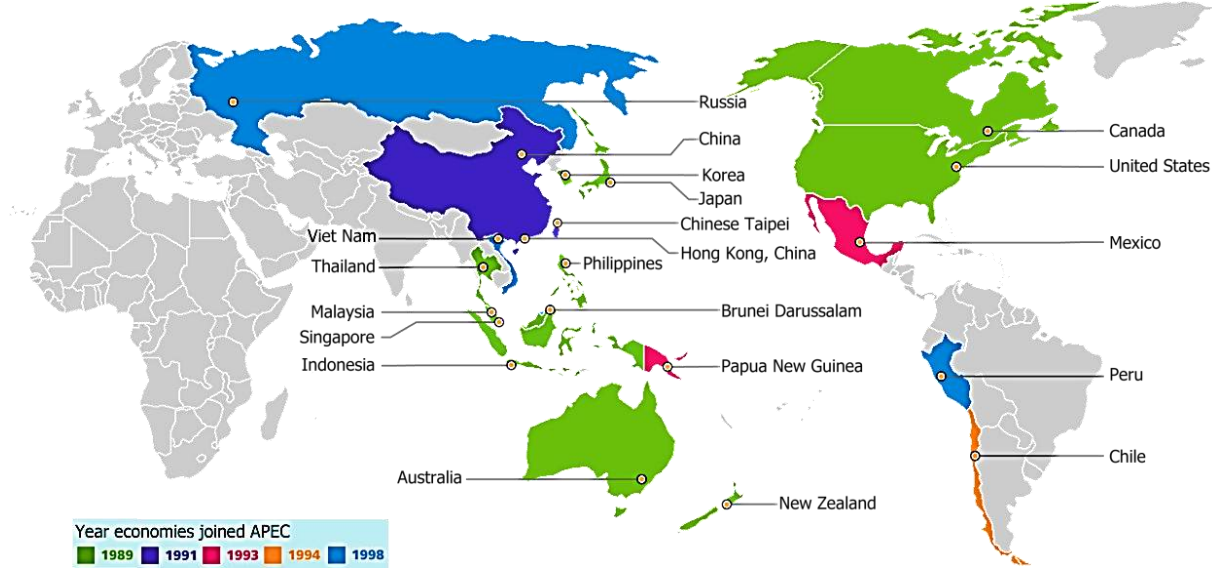 Russia
China
Canada
United States
Korea
Japan
Chinese Taipei
Viet Nam
Mexico
Hong Kong, China
Thailand
Philippines
Malaysia
Brunei Darussalam
Singapore
Indonesia
Papua New Guinea
Peru
Chile
Australia
New Zealand
Year economies joined APEC
1989 1991 1993 1994 1998